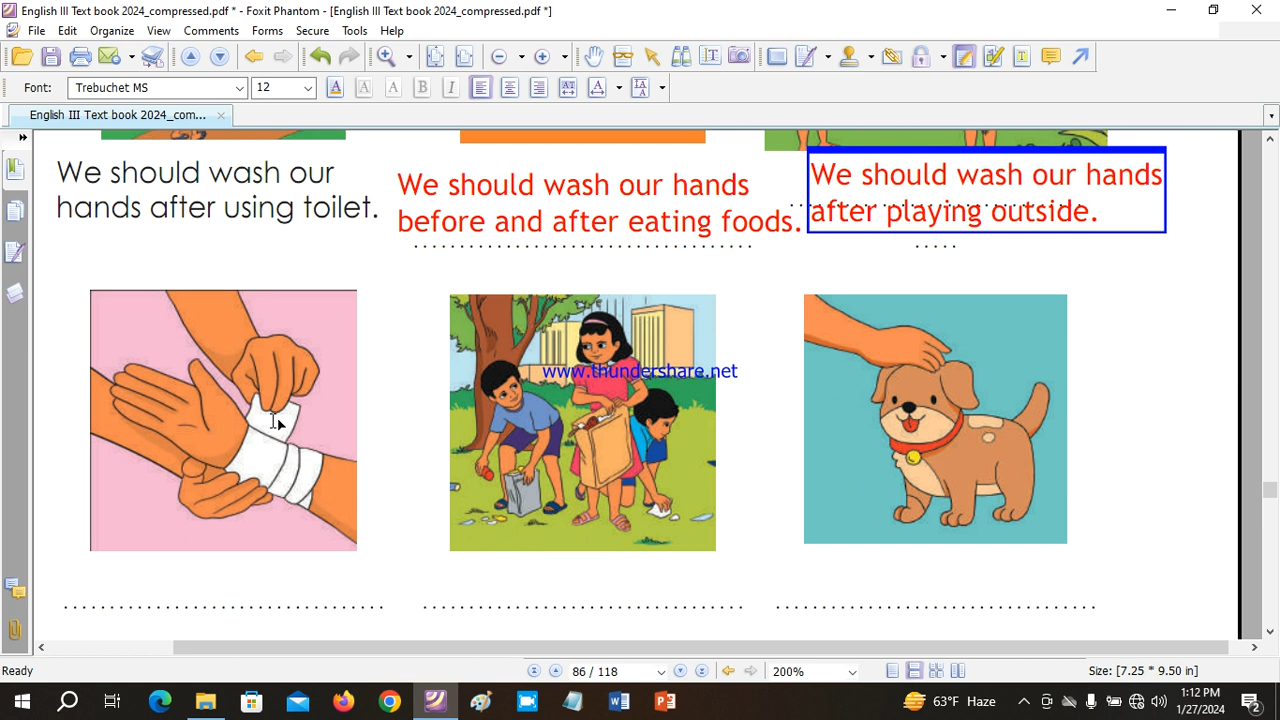 English III Text book 2024_compressed.pdf * - Foxit Phantom - [English III Text book 2024_compressed.pdf *]
File Edit Organize View Comments Forms Secure Tools Help
Font: Trebuchet MS 12
English III Text book 2024_com...
We should wash our
hands after using toilet.
We should wash our hands
before and after eating foods.
We should wash our hands
after playing outside.
www.thundershare.net
Ready 86 / 118 200% Size: [7.25 * 9.50 in]
63°F Haze
1:12 PM
1/27/2024
2